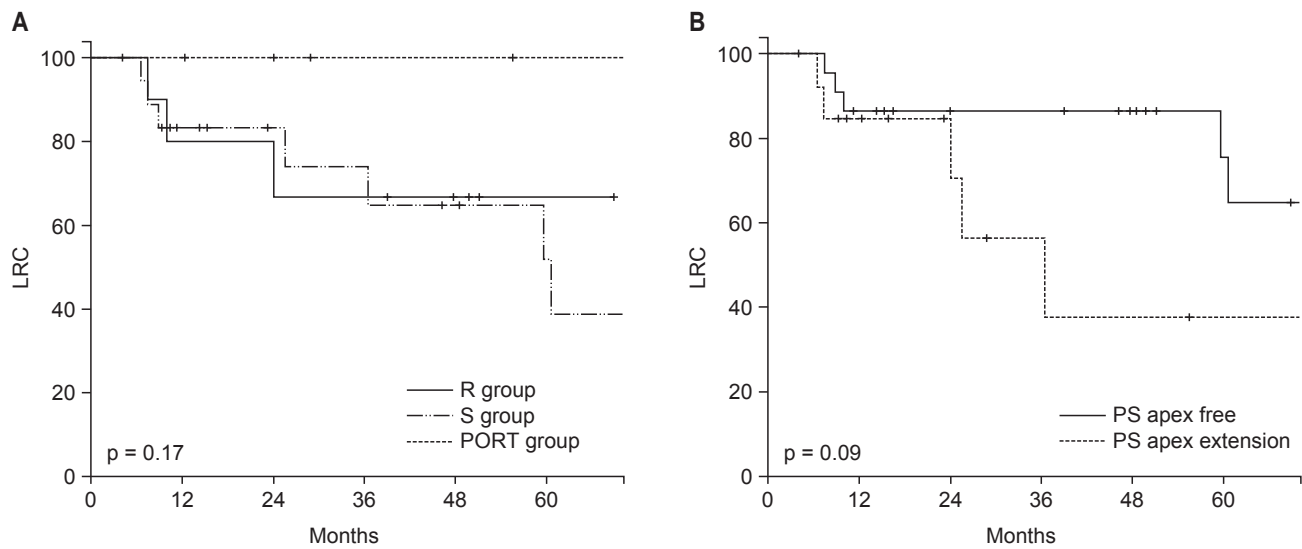 A
100
80
60
40
20
0
LRC
R group
S group
PORT group
p = 0.17
0 12 24 36 48 60
Months
B
100
80
60
40
20
0
LRC
PS apex free
PS apex extension
p = 0.09
0 12 24 36 48 60
Months